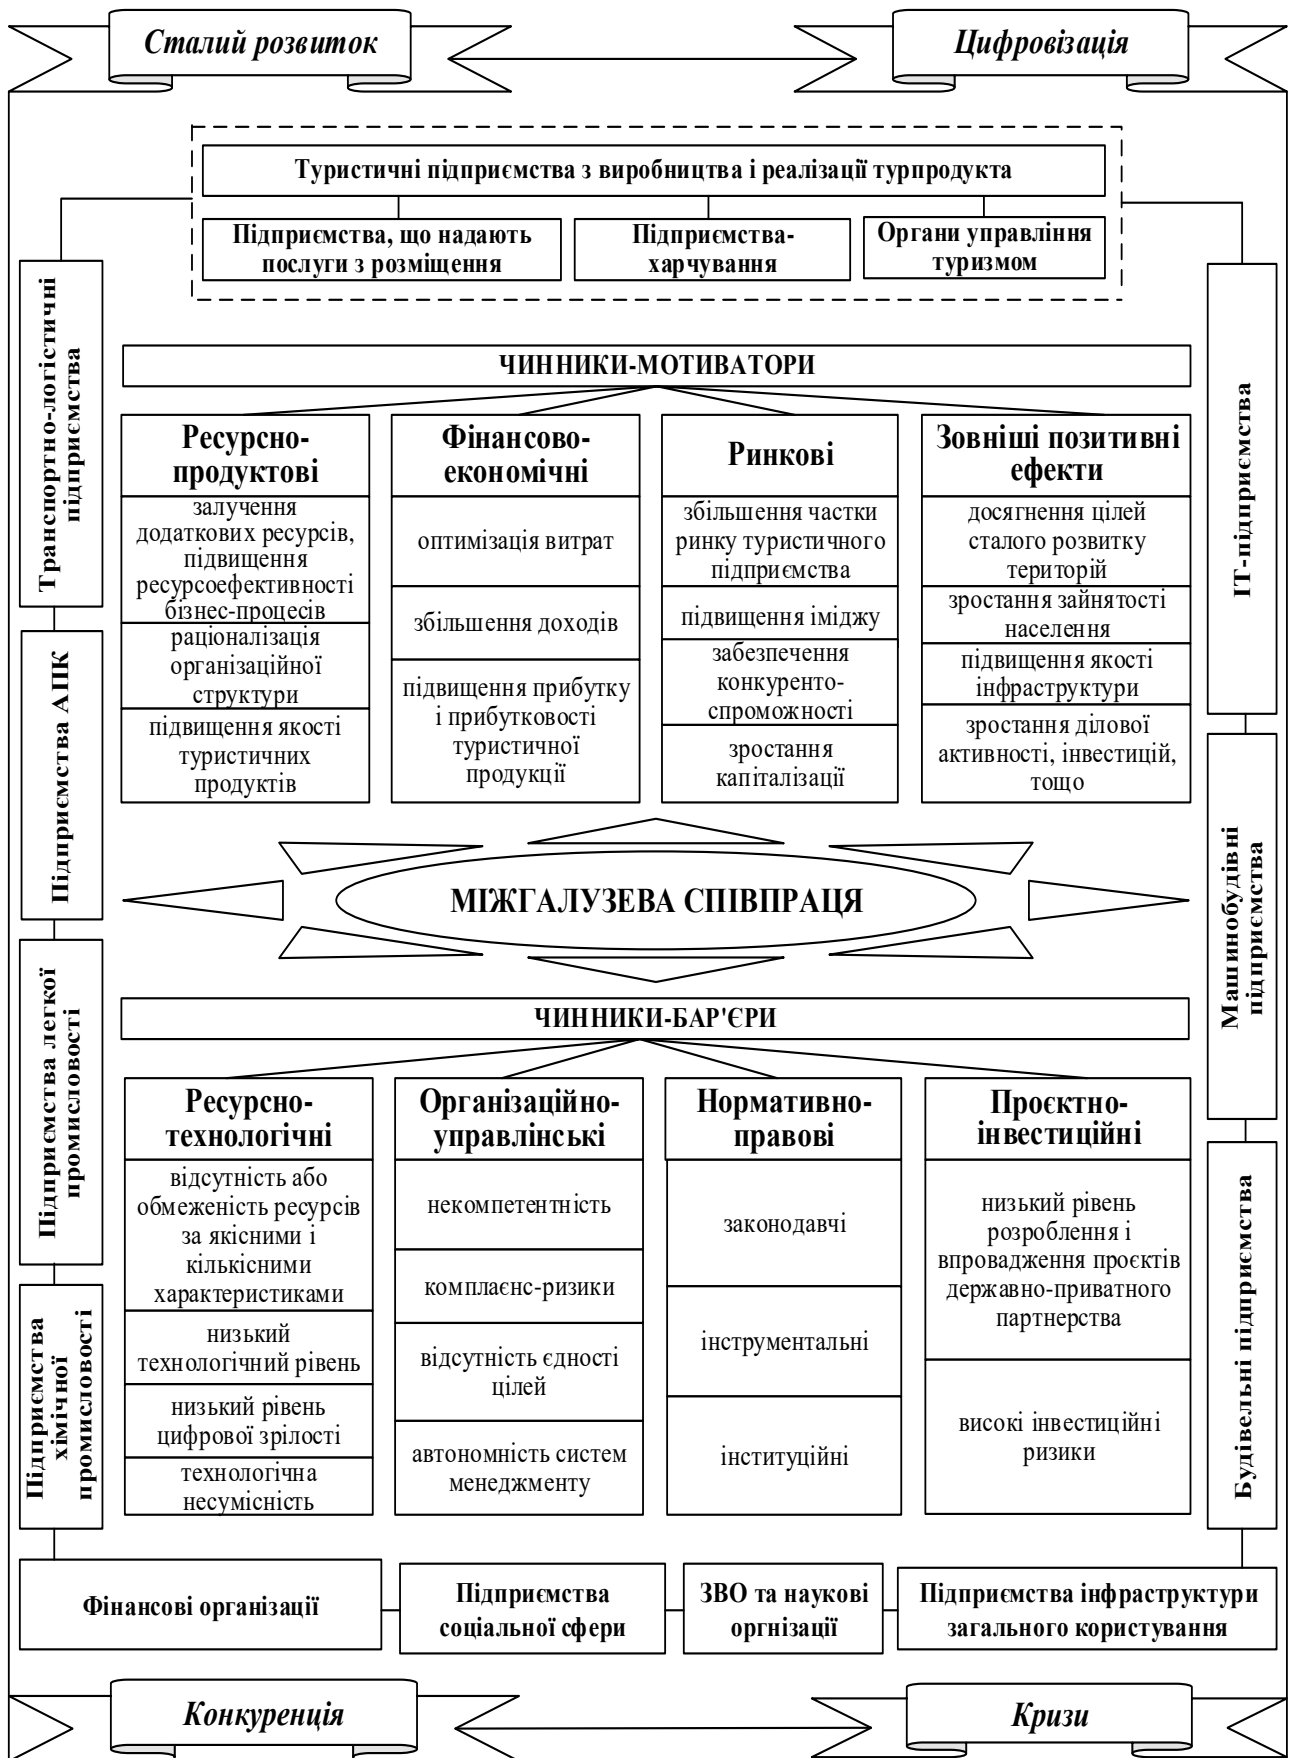 Сталий розвиток
Цифровізація
Туристичні підприємства з виробництва і реалізації турпродукта
Підприємства, що надають
послуги з розміщення
Підприємства-
харчування
Органи управління
туризмом
Транспортно-логістичні
підприємства
Підприємства АПК
Підприємства легкої
промисловості
Підприємства
хімічної
промисловості
ЧИННИКИ-МОТИВАТОРИ
Ресурсно-
продуктові
залучення
додаткових ресурсів,
підвищення
ресурсоефективності
бізнес-процесів
раціоналізація
організаційної
структури
підвищення якості
туристичних
продуктів
Фінансово-
економічні
оптимізація витрат
збільшення доходів
підвищення прибутку
і прибутковості
туристичної
продукції
Ринкові
збільшення частки
ринку туристичного
підприємства
підвищення іміджу
забезпечення
конкуренто-
спроможності
зростання
капіталізації
Зовніші позитивні
ефекти
досягнення цілей
сталого розвитку
територій
зростання зайнятості
населення
підвищення якості
інфраструктури
зростання ділової
активності, інвестицій,
тощо
МІЖГАЛУЗЕВА СПІВПРАЦЯ
ЧИННИКИ-БАР'ЄРИ
Ресурсно-
технологічні
відсутність або
обмеженість ресурсів
за якісними і
кількісними
характеристиками
низький
технологічний рівень
низький рівень
цифрової зрілості
технологічна
несумісність
Організаційно-
управлінські
некомпетентність
комплаєнс-ризики
відсутність єдності
цілей
автономність систем
менеджменту
Нормативно-
правові
законодавчі
інструментальні
інституційні
Проєктно-
інвестиційні
низький рівень
розроблення і
впровадження проєктів
державно-приватного
партнерства
високі інвестиційні
ризики
ІТ-підприємства
Машинобудівні
підприємства
Будівельні підприємства
Фінансові організації
Підприємства
соціальної сфери
ЗВО та наукові
оргнізації
Підприємства інфраструктури
загального користування
Конкуренція
Кризи